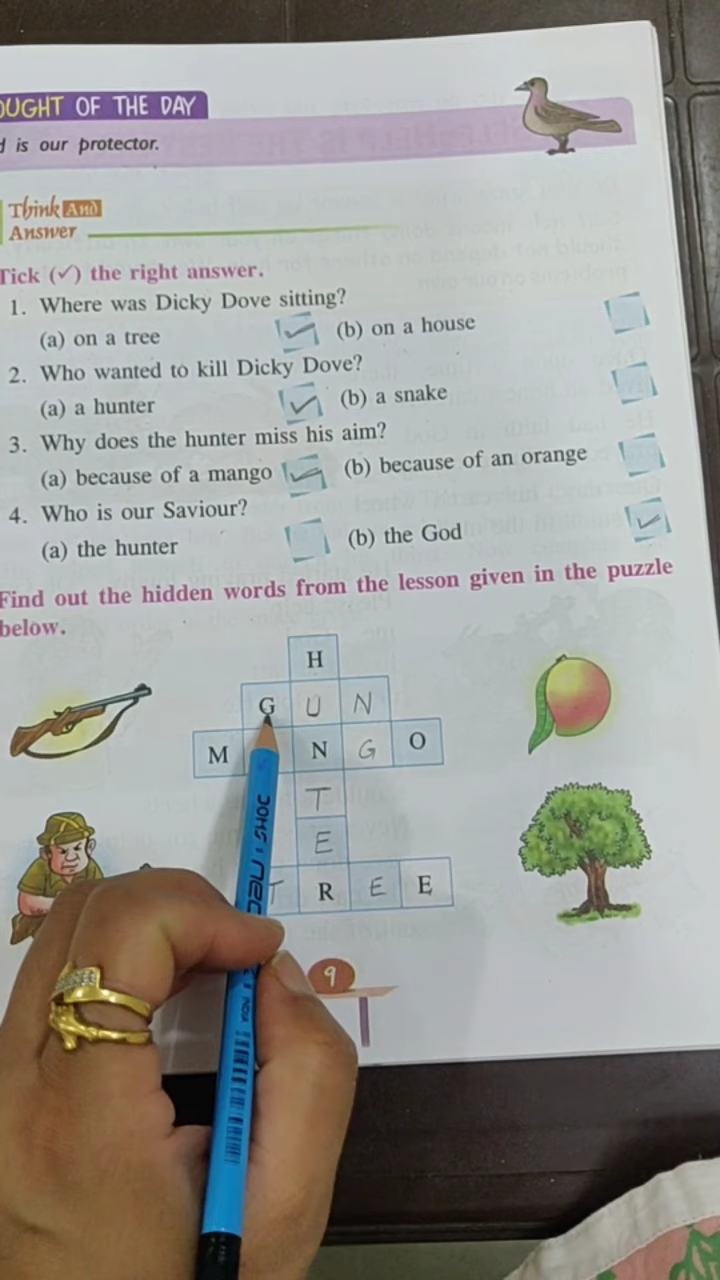 OUGHT OF THE DAY
is our protector.
Think And
Answer
Tick (✓) the right answer.
1. Where was Dicky Dove sitting?
(a) on a tree ✓ (b) on a house
2. Who wanted to kill Dicky Dove?
(a) a hunter ✓ (b) a snake
3. Why does the hunter miss his aim?
(a) because of a mango ✓ (b) because of an orange
4. Who is our Saviour?
(a) the hunter (b) the God ✓
Find out the hidden words from the lesson given in the puzzle
below.
H
G U N
M N G O
T
E
T R E E
9